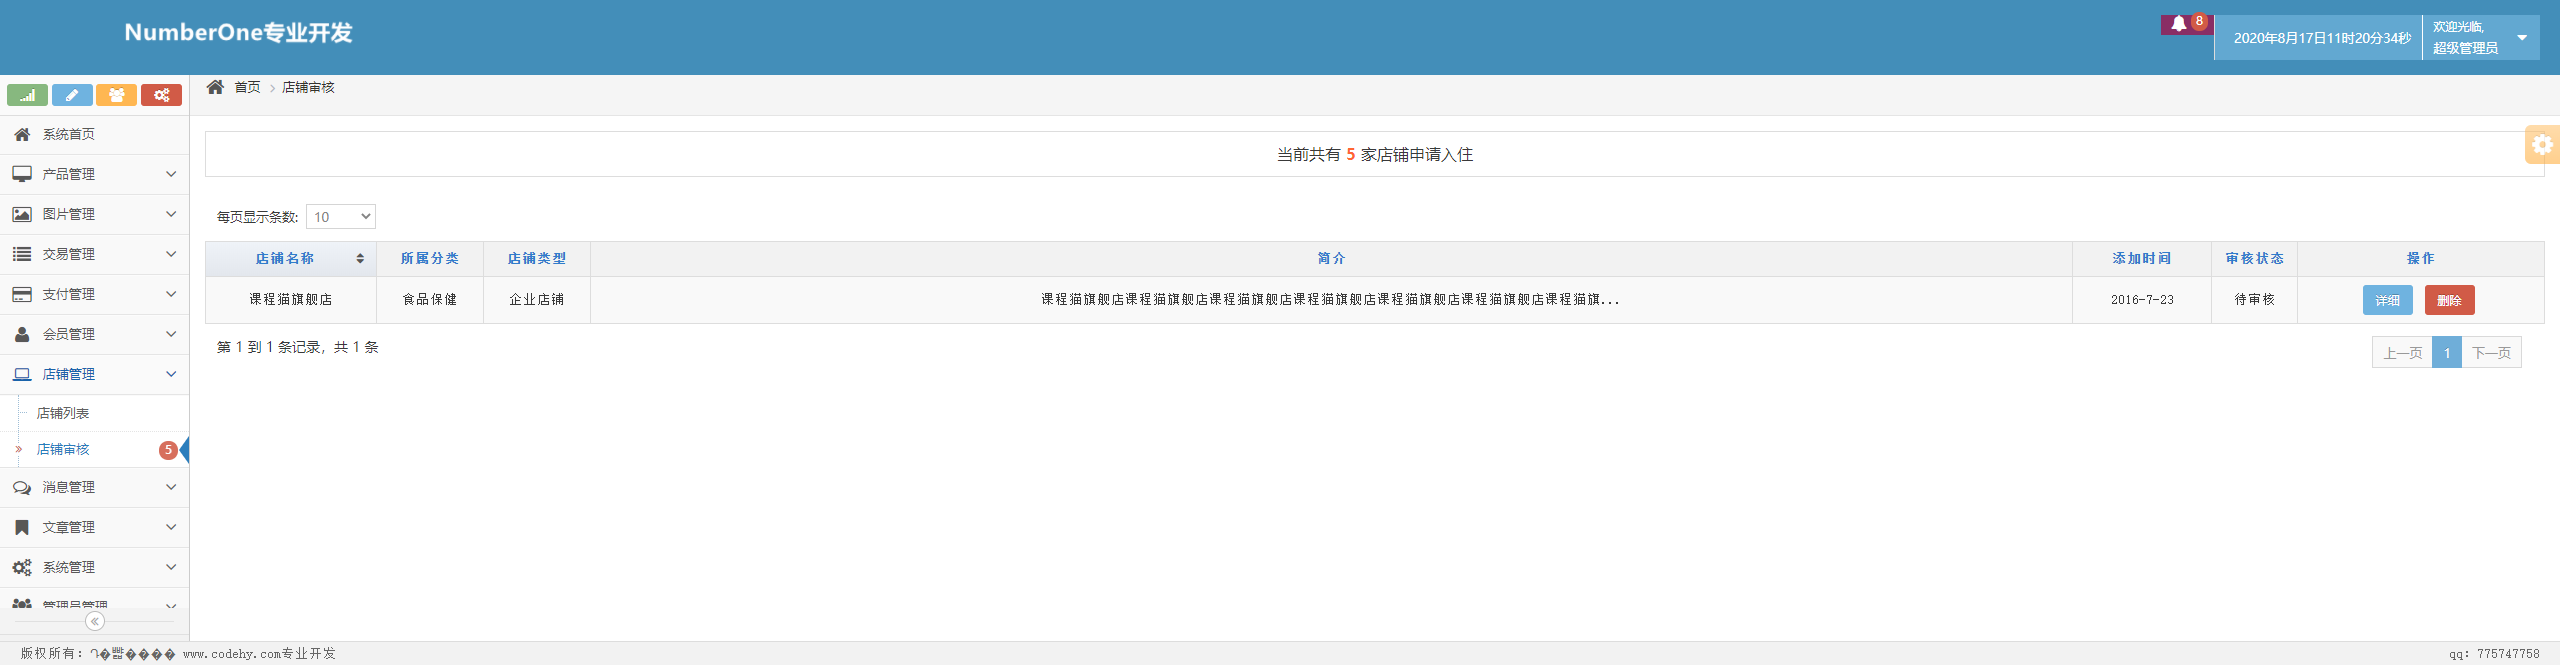 NumberOne专业开发
8
2020年8月17日11时20分34秒
欢迎光临,
超级管理员
首页 店铺审核
系统首页
产品管理
图片管理
交易管理
支付管理
会员管理
店铺管理
店铺列表
店铺审核 5
消息管理
文章管理
系统管理
管理员管理
当前共有 5 家店铺申请入住
每页显示条数: 10
店铺名称 所属分类 店铺类型 简介 添加时间 审核状态 操作
课程猫旗舰店 食品保健 企业店铺 课程猫旗舰店课程猫旗舰店课程猫旗舰店课程猫旗舰店课程猫旗舰店课程猫旗舰店课程猫旗... 2016-7-23 待审核 详细 删除
第 1 到 1 条记录，共 1 条
上一页 1 下一页
版权所有： www.codehy.com专业开发
qq: 775747758